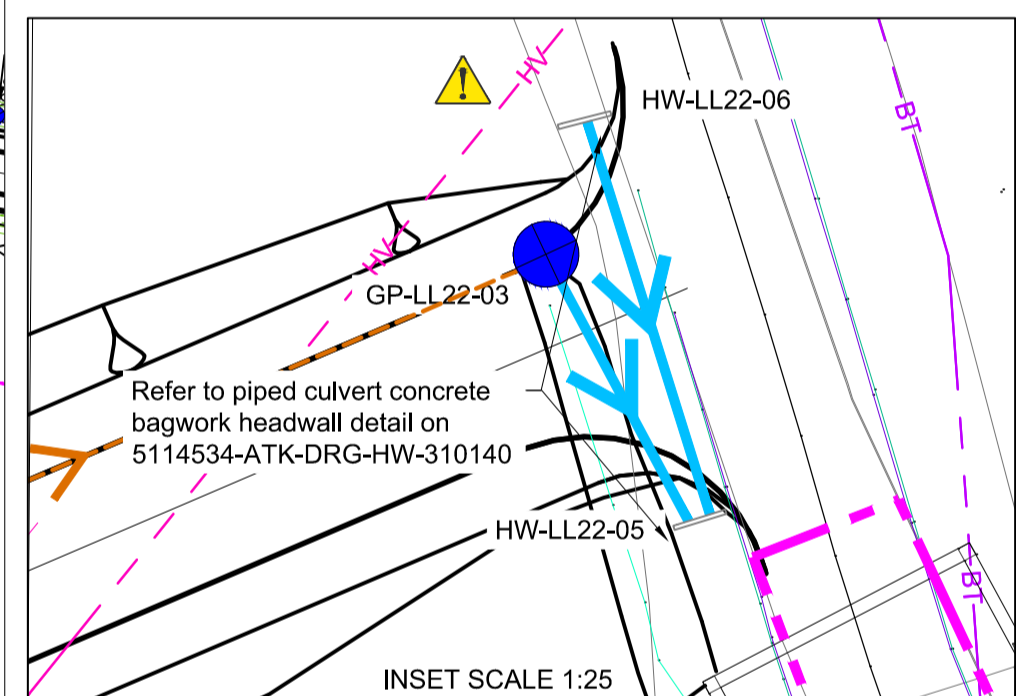 HV
HW-LL22-06
BT
HV
GP-LL22-03
Refer to piped culvert concrete
bagwork headwall detail on
5114534-ATK-DRG-HW-310140
HW-LL22-05
BT
INSET SCALE 1:25